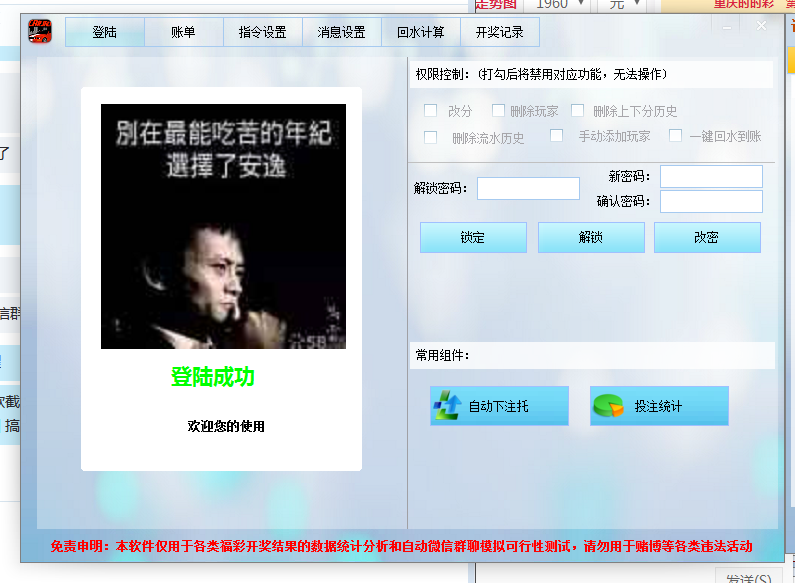 走势图
1960
元
重庆的时彩
登陆
账单
指令设置
消息设置
回水计算
开奖记录
权限控制：(打勾后将禁用对应功能，无法操作)
改分
删除玩家
删除上下分历史
删除流水历史
手动添加玩家
一键回水到账
解锁密码：
新密码：
确认密码：
锁定
解锁
改密
別在最能吃苦的年紀
選擇了安逸
登陆成功
欢迎您的使用
常用组件：
自动下注托
投注统计
了
信群
欠截
搞
免责申明：本软件仅用于各类福彩开奖结果的数据统计分析和自动微信群聊模拟可行性测试，请勿用于赌博等各类违法活动
发送(S)